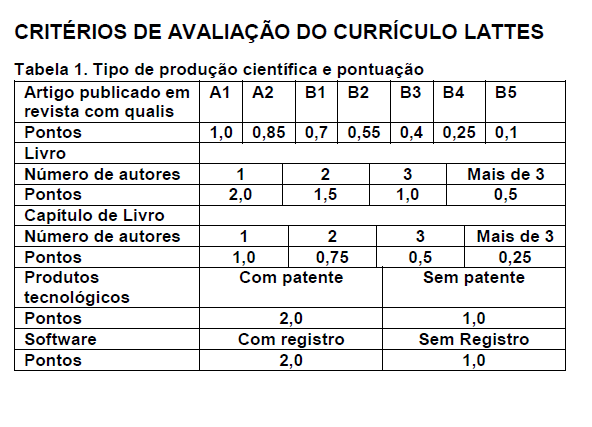 CRITÉRIOS DE AVALIAÇÃO DO CURRÍCULO LATTES
Tabela 1. Tipo de produção científica e pontuação
Artigo publicado em revista com qualis A1 A2 B1 B2 B3 B4 B5
Pontos 1,0 0,85 0,7 0,55 0,4 0,25 0,1
Livro
Número de autores 1 2 3 Mais de 3
Pontos 2,0 1,5 1,0 0,5
Capítulo de Livro
Número de autores 1 2 3 Mais de 3
Pontos 1,0 0,75 0,5 0,25
Produtos tecnológicos Com patente Sem patente
Pontos 2,0 1,0
Software Com registro Sem Registro
Pontos 2,0 1,0